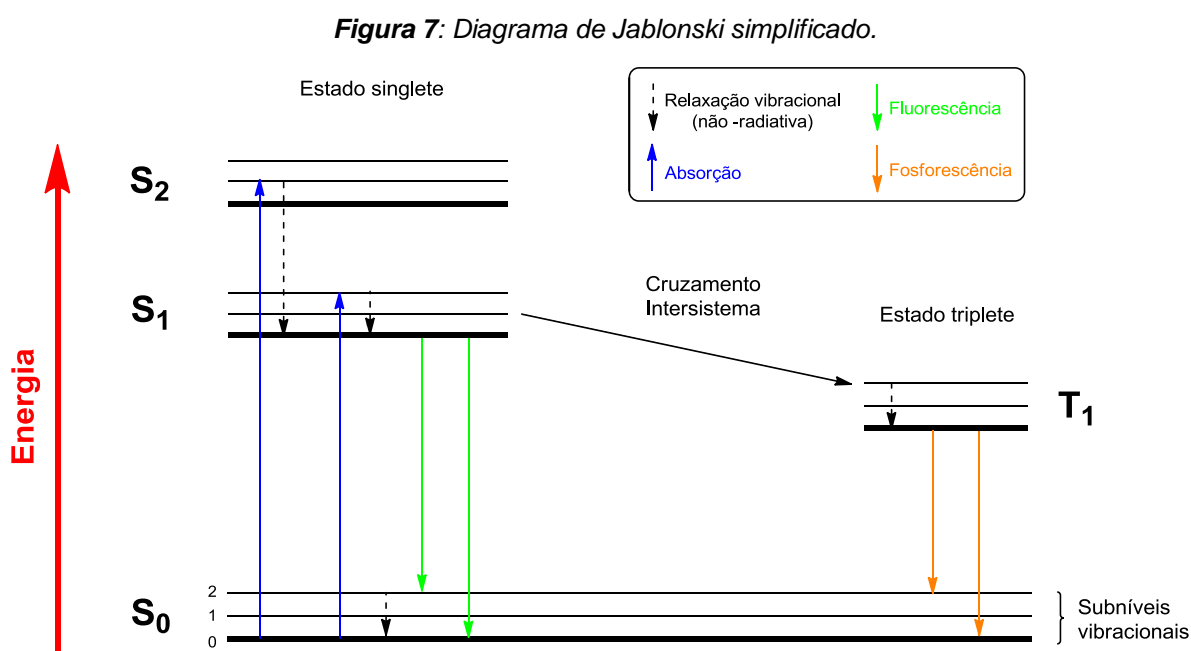 Figura 7: Diagrama de Jablonski simplificado.
Estado singlete
Relaxação vibracional
(não -radiativa)
Fluorescência
Absorção
Fosforescência
S2
S1
Cruzamento
Intersistema
Estado triplete
T1
Energia
S0
2
1
0
Subníveis
vibracionais